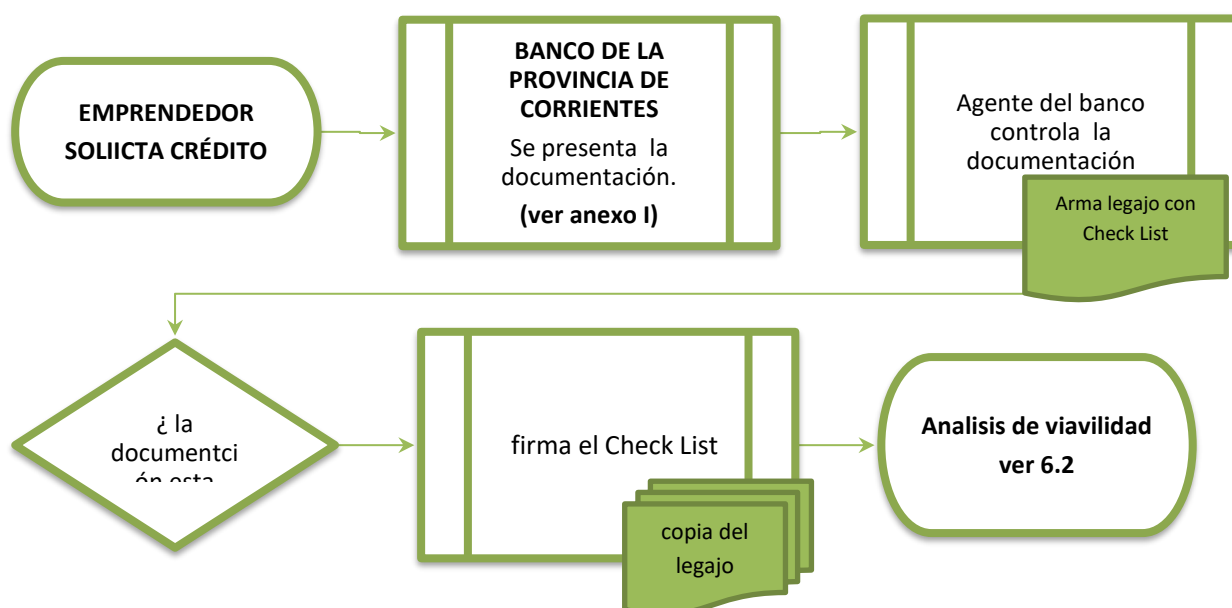 EMPRENDEDOR
SOLIICTA CRÉDITO
BANCO DE LA
PROVINCIA DE
CORRIENTES
Se presenta la
documentación.
(ver anexo I)
Agente del banco
controla la
documentación
Arma legajo con
Check List
¿ la
documentci
ón esta
firma el Check List
copia del
legajo
Analisis de viavilidad
ver 6.2